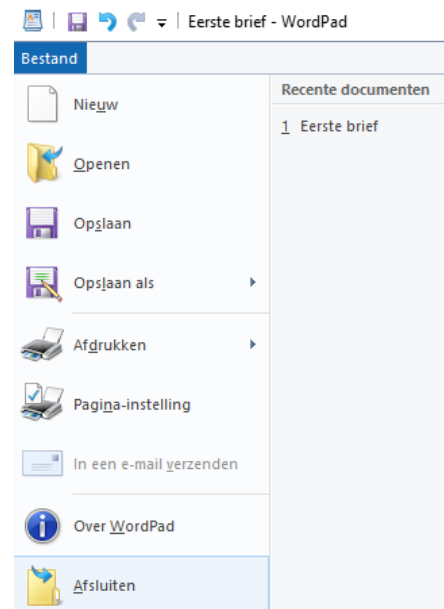 Eerste brief - WordPad
Bestand
Nieuw
Openen
Opslaan
Opslaan als
Afdrukken
Pagina-instelling
In een e-mail verzenden
Over WordPad
Afsluiten
Recente documenten
1 Eerste brief